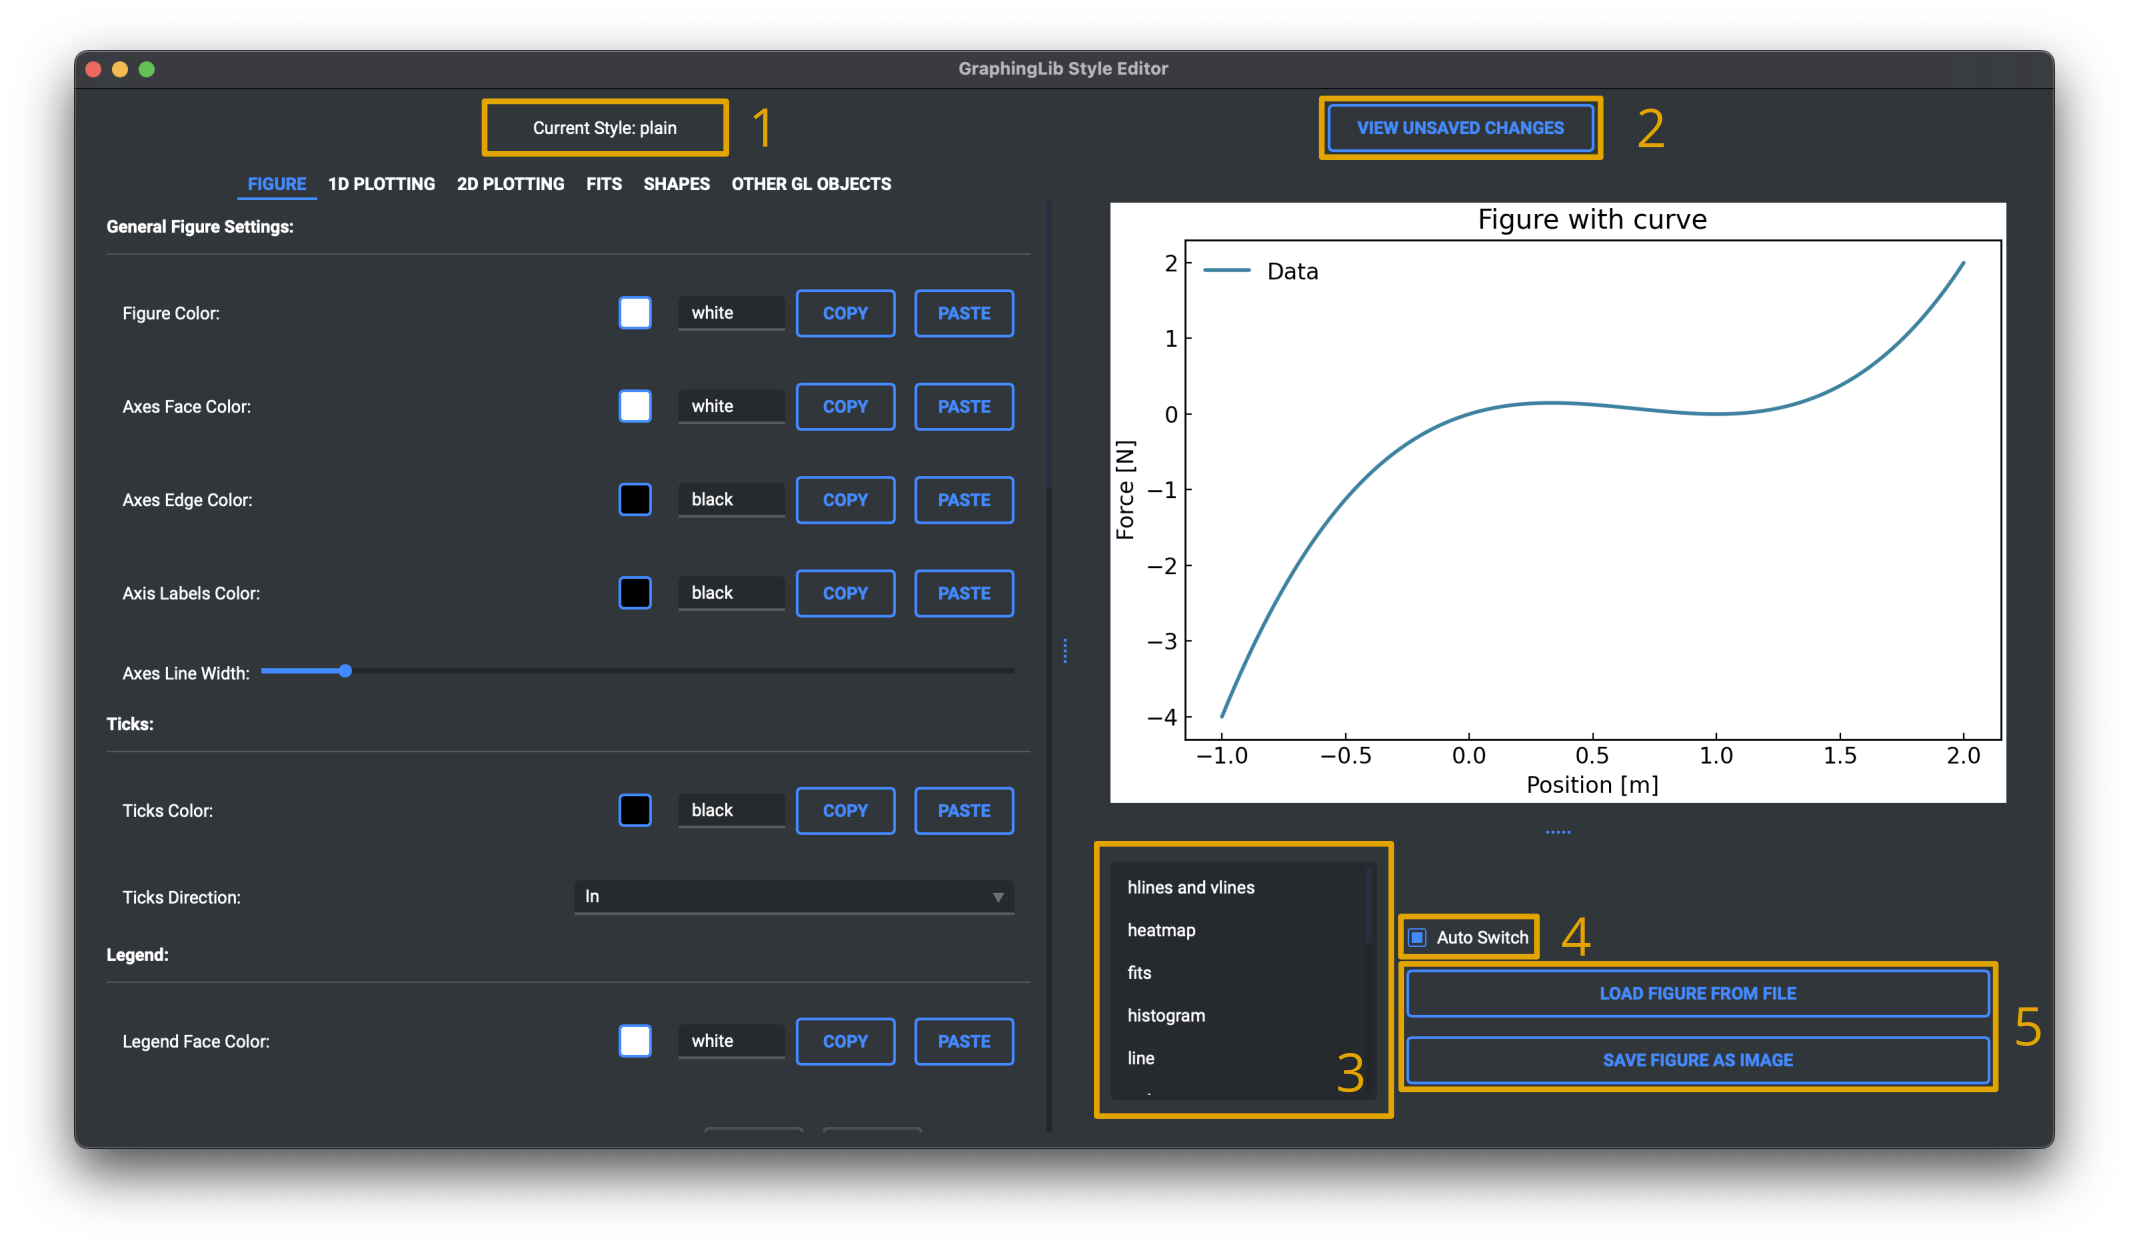 GraphingLib Style Editor
Current Style: plain
1
VIEW UNSAVED CHANGES
2
FIGURE 1D PLOTTING 2D PLOTTING FITS SHAPES OTHER GL OBJECTS
General Figure Settings:
Figure Color: white COPY PASTE
Axes Face Color: white COPY PASTE
Axes Edge Color: black COPY PASTE
Axis Labels Color: black COPY PASTE
Axes Line Width:
Ticks:
Ticks Color: black COPY PASTE
Ticks Direction: In
Legend:
Legend Face Color: white COPY PASTE
Figure with curve
Data
2
1
0
−1
−2
−3
−4
Force [N]
−1.0 −0.5 0.0 0.5 1.0 1.5 2.0
Position [m]
hlines and vlines
heatmap
fits
histogram
line
3
Auto Switch
4
LOAD FIGURE FROM FILE
SAVE FIGURE AS IMAGE
5